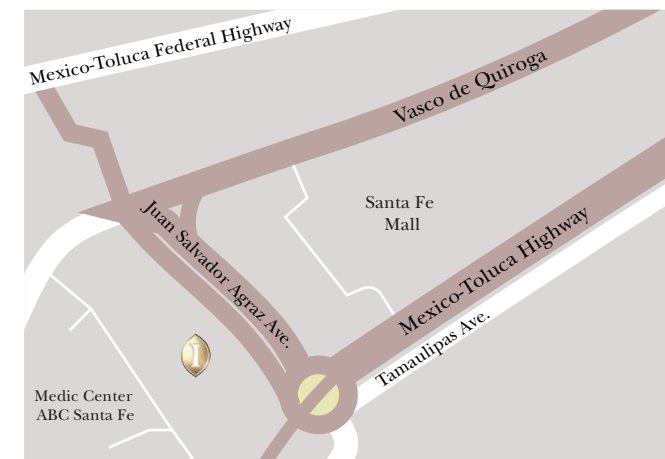 Mexico-Toluca Federal Highway
Vasco de Quiroga
Santa Fe
Mall
Juan Salvador Agraz Ave.
Mexico-Toluca Highway
Tamaulipas Ave.
I
Medic Center
ABC Santa Fe